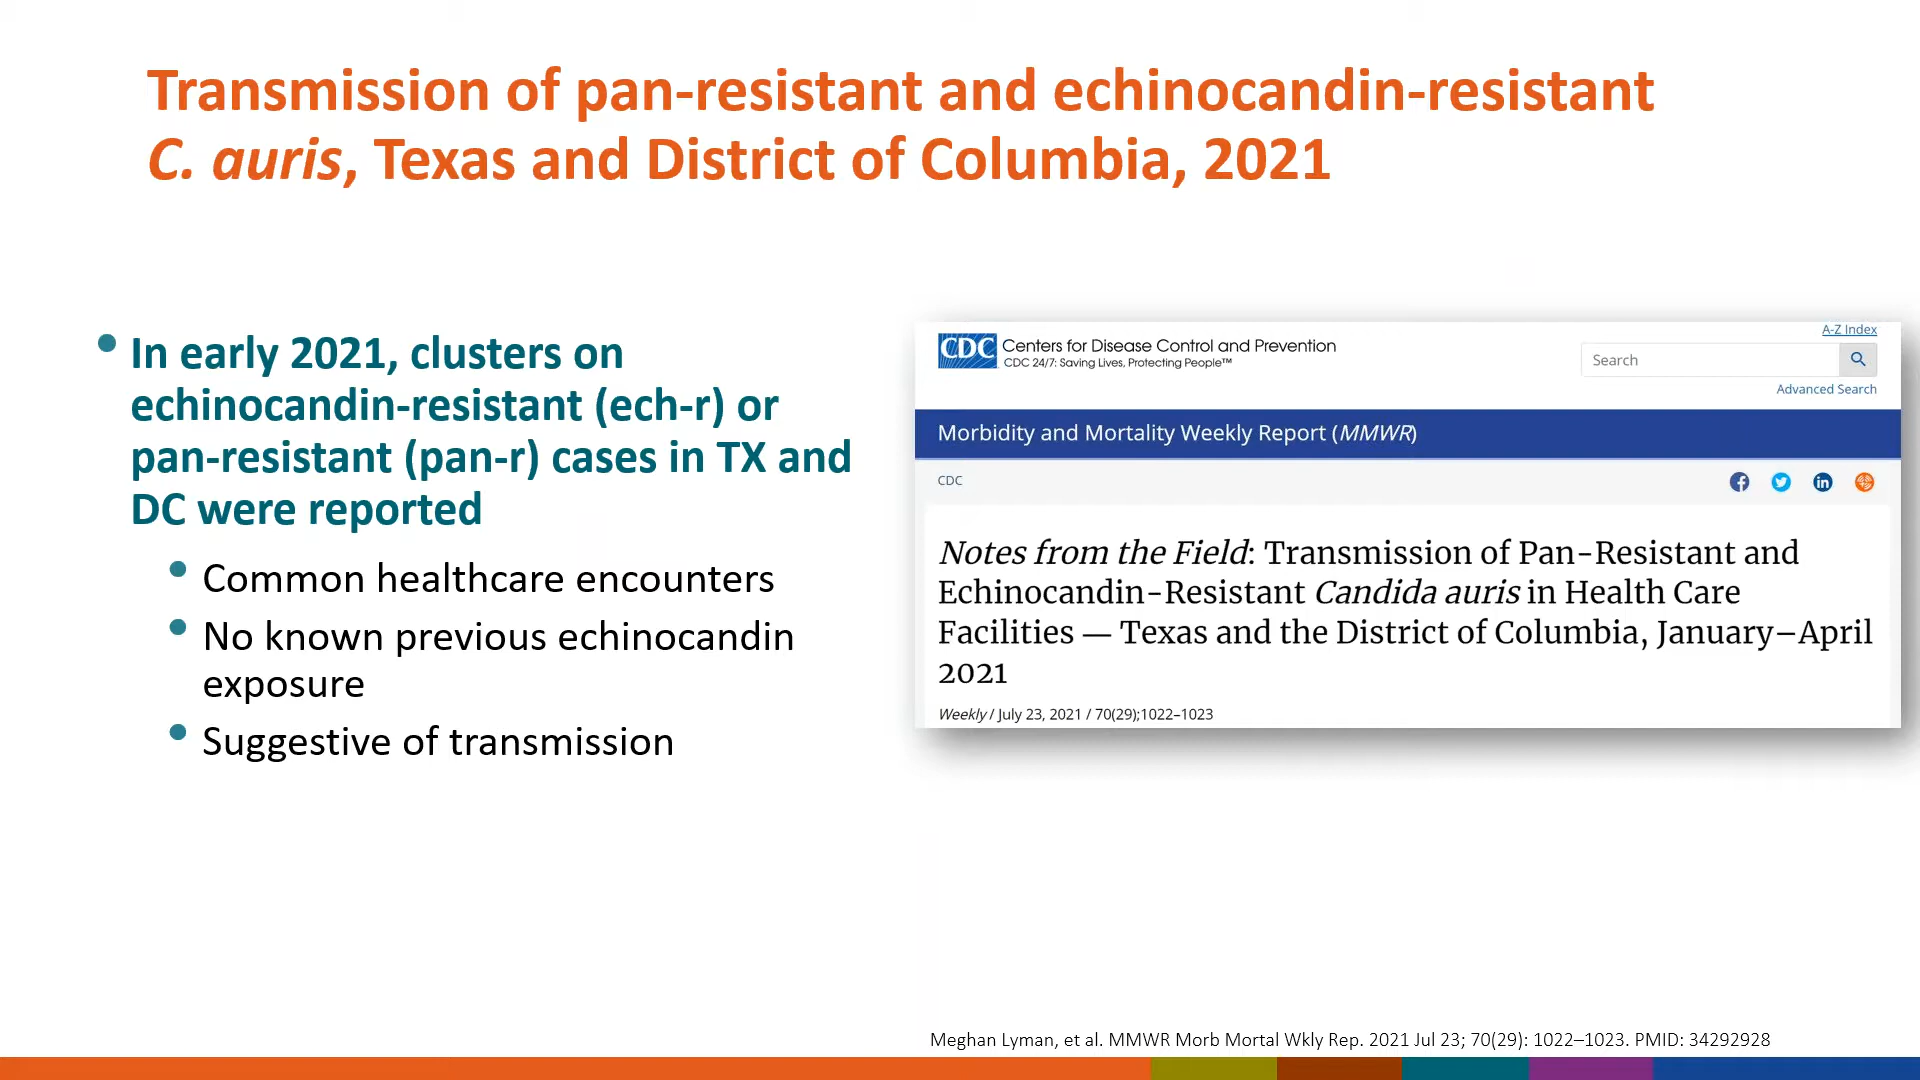 Transmission of pan-resistant and echinocandin-resistant
C. auris, Texas and District of Columbia, 2021
• In early 2021, clusters on
echinocandin-resistant (ech-r) or
pan-resistant (pan-r) cases in TX and
DC were reported
• Common healthcare encounters
• No known previous echinocandin
exposure
• Suggestive of transmission
CDC
Centers for Disease Control and Prevention
CDC 24/7: Saving Lives, Protecting People™
A-Z Index
Search
Advanced Search
Morbidity and Mortality Weekly Report (MMWR)
CDC
Notes from the Field: Transmission of Pan-Resistant and
Echinocandin-Resistant Candida auris in Health Care
Facilities — Texas and the District of Columbia, January–April
2021
Weekly / July 23, 2021 / 70(29);1022–1023
Meghan Lyman, et al. MMWR Morb Mortal Wkly Rep. 2021 Jul 23; 70(29): 1022–1023. PMID: 34292928